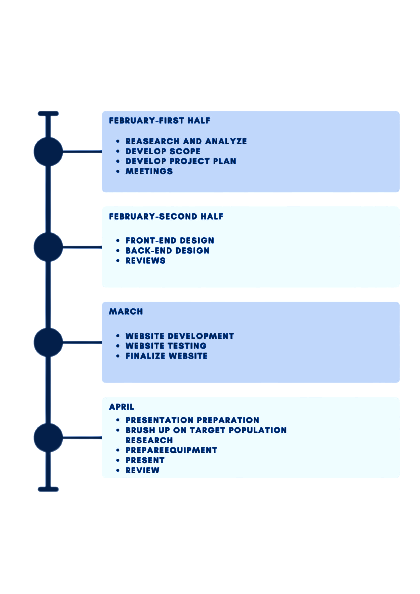 FEBRUARY-FIRST HALF
• REASEARCH AND ANALYZE
• DEVELOP SCOPE
• DEVELOP PROJECT PLAN
• MEETINGS
FEBRUARY-SECOND HALF
• FRONT-END DESIGN
• BACK-END DESIGN
• REVIEWS
MARCH
• WEBSITE DEVELOPMENT
• WEBSITE TESTING
• FINALIZE WEBSITE
APRIL
• PRESENTATION PREPARATION
• BRUSH UP ON TARGET POPULATION
RESEARCH
• PREPAREEQUIPMENT
• PRESENT
• REVIEW